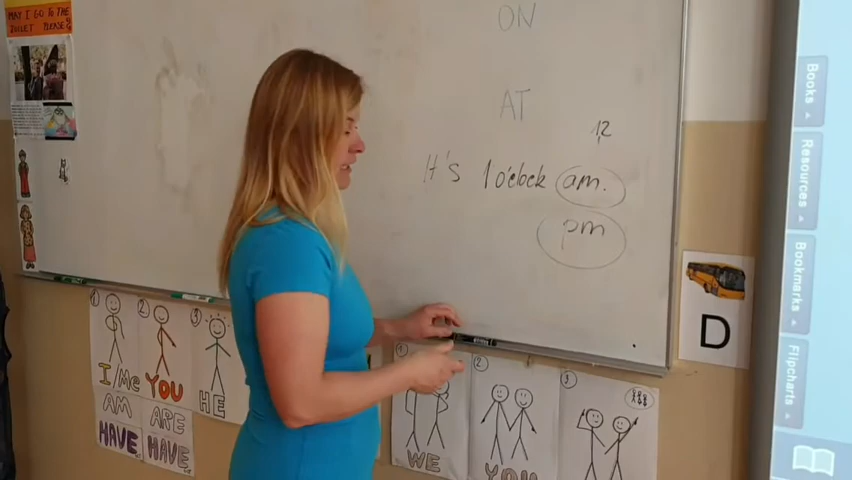 MAY I GO TO THE
TOILET PLEASE?
ON
AT
12
It's 1 o'clock am.
pm
Books
Resources
Bookmarks
Flipcharts
D
1
2
3
I/ME
YOU
HE
AM
ARE
HAVE
HAVE
1
2
3
WE
YOU